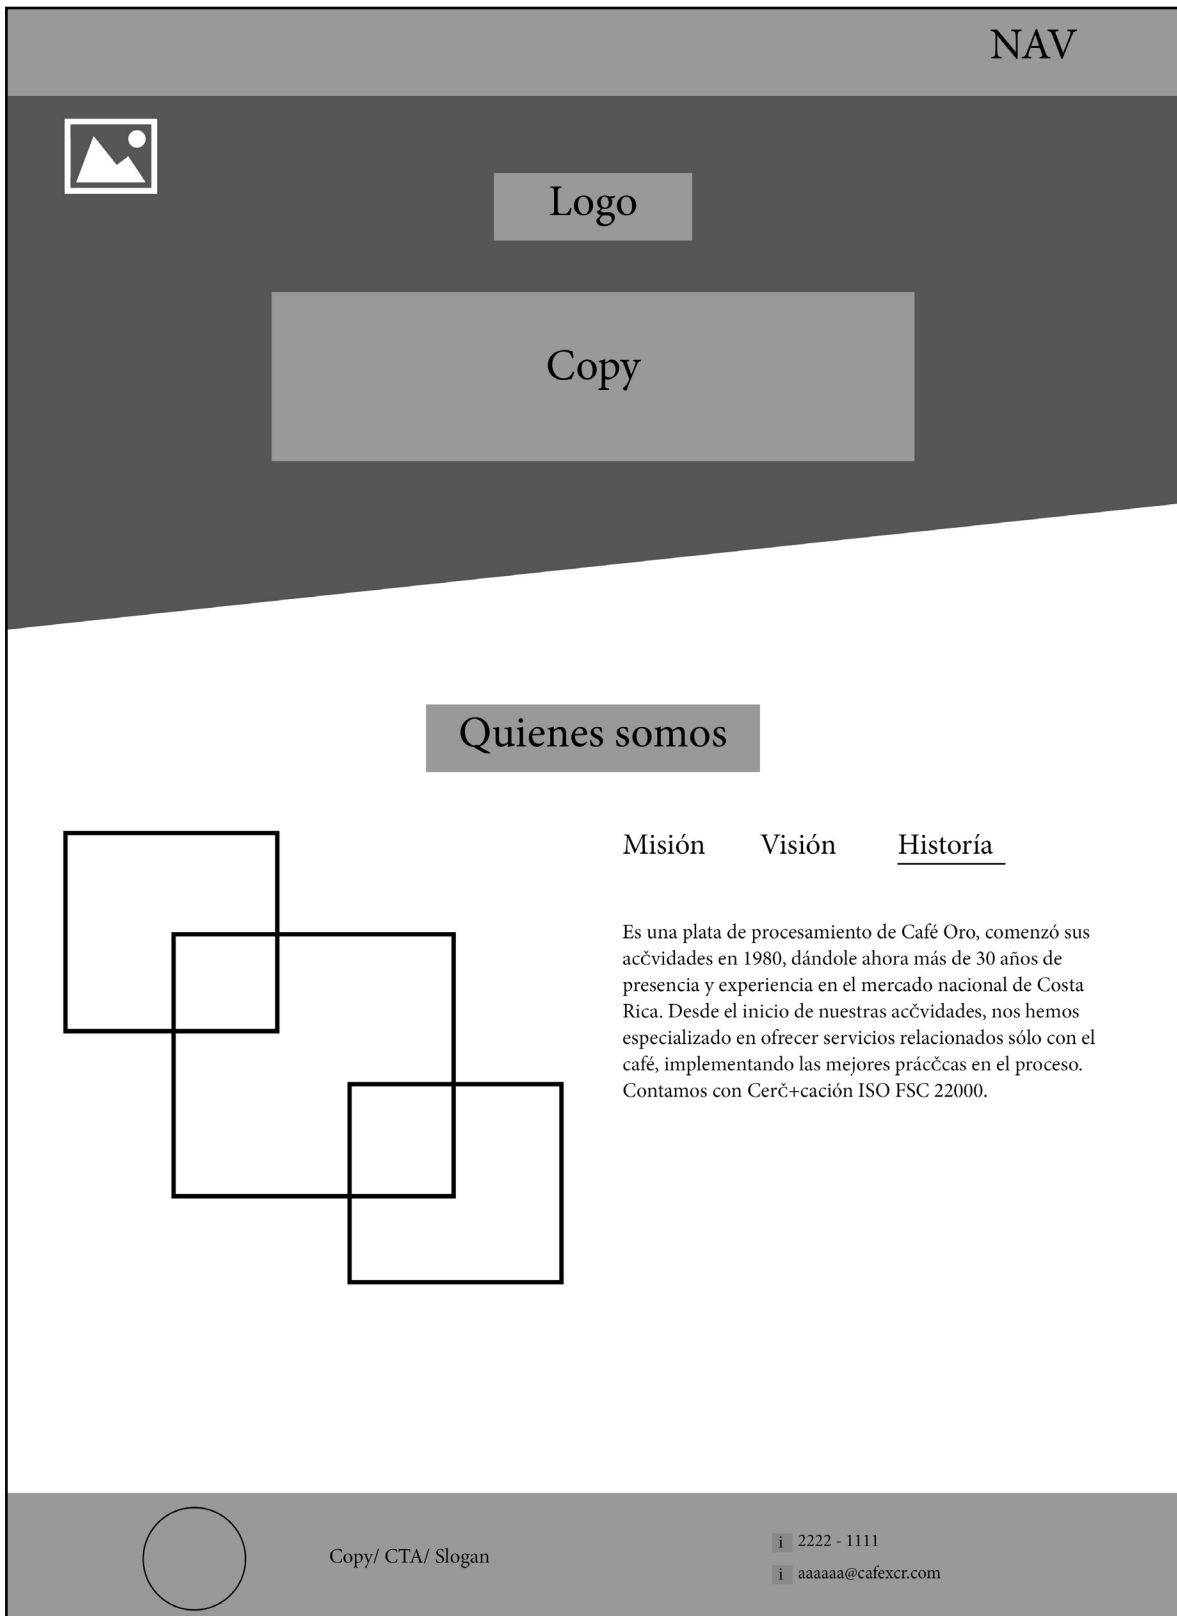 NAV
Logo
Copy
Quienes somos
Misión Visión Historía
Es una plata de procesamiento de Café Oro, comenzó sus
acčvidades en 1980, dándole ahora más de 30 años de
presencia y experiencia en el mercado nacional de Costa
Rica. Desde el inicio de nuestras acčvidades, nos hemos
especializado en ofrecer servicios relacionados sólo con el
café, implementando las mejores prácčcas en el proceso.
Contamos con Cerč+cación ISO FSC 22000.
Copy/ CTA/ Slogan
i 2222 - 1111
i aaaaaa@cafexcr.com